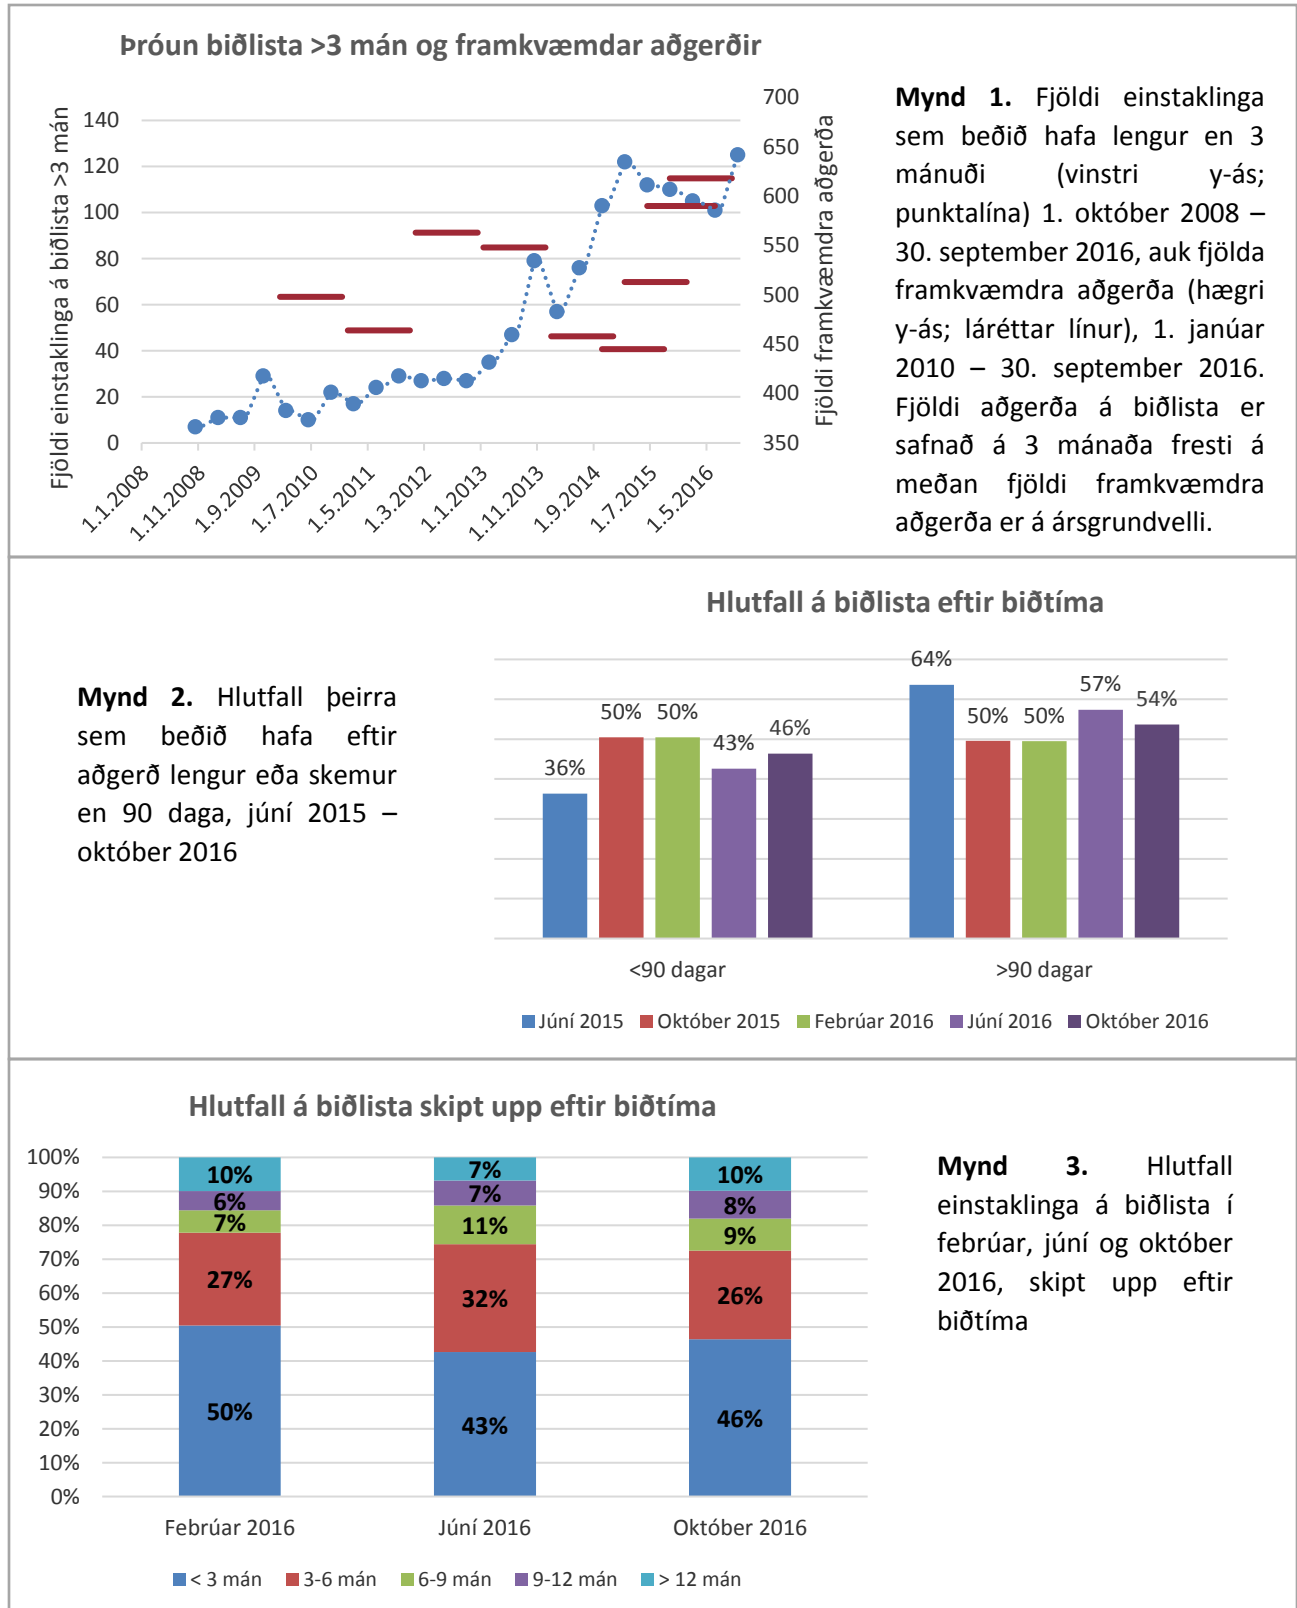 Þróun biðlista >3 mán og framkvæmdar aðgerðir
Fjöldi einstaklinga á biðlista >3 mán
140
120
100
80
60
40
20
0
700
650
600
550
500
450
400
350
Fjöldi framkvæmdra aðgerða
1.1.2008
1.11.2008
1.9.2009
1.7.2010
1.5.2011
1.3.2012
1.1.2013
1.11.2013
1.9.2014
1.7.2015
1.5.2016
Mynd 1. Fjöldi einstaklinga
sem beðið hafa lengur en 3
mánuði (vinstri y-ás;
punktalína) 1. október 2008 –
30. september 2016, auk fjölda
framkvæmdra aðgerða (hægri
y-ás; láréttar línur), 1. janúar
2010 – 30. september 2016.
Fjöldi aðgerða á biðlista er
safnað á 3 mánaða fresti á
meðan fjöldi framkvæmdra
aðgerða er á ársgrundvelli.
Mynd 2. Hlutfall þeirra
sem beðið hafa eftir
aðgerð lengur eða skemur
en 90 daga, júní 2015 –
október 2016
Hlutfall á biðlista eftir biðtíma
36%
50%
50%
43%
46%
64%
50%
50%
57%
54%
<90 dagar
>90 dagar
Júní 2015
Október 2015
Febrúar 2016
Júní 2016
Október 2016
Hlutfall á biðlista skipt upp eftir biðtíma
100%
90%
80%
70%
60%
50%
40%
30%
20%
10%
0%
10%
6%
7%
27%
50%
7%
7%
11%
32%
43%
10%
8%
9%
26%
46%
Febrúar 2016
Júní 2016
Október 2016
< 3 mán
3-6 mán
6-9 mán
9-12 mán
> 12 mán
Mynd 3. Hlutfall
einstaklinga á biðlista í
febrúar, júní og október
2016, skipt upp eftir
biðtíma